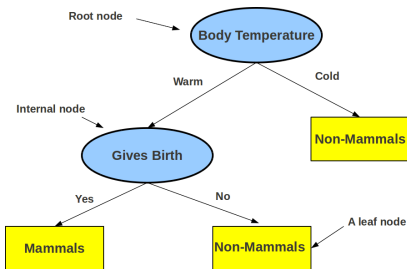 Root node
Body Temperature
Warm
Cold
Internal node
Non-Mammals
Gives Birth
Yes
No
A leaf node
Mammals
Non-Mammals